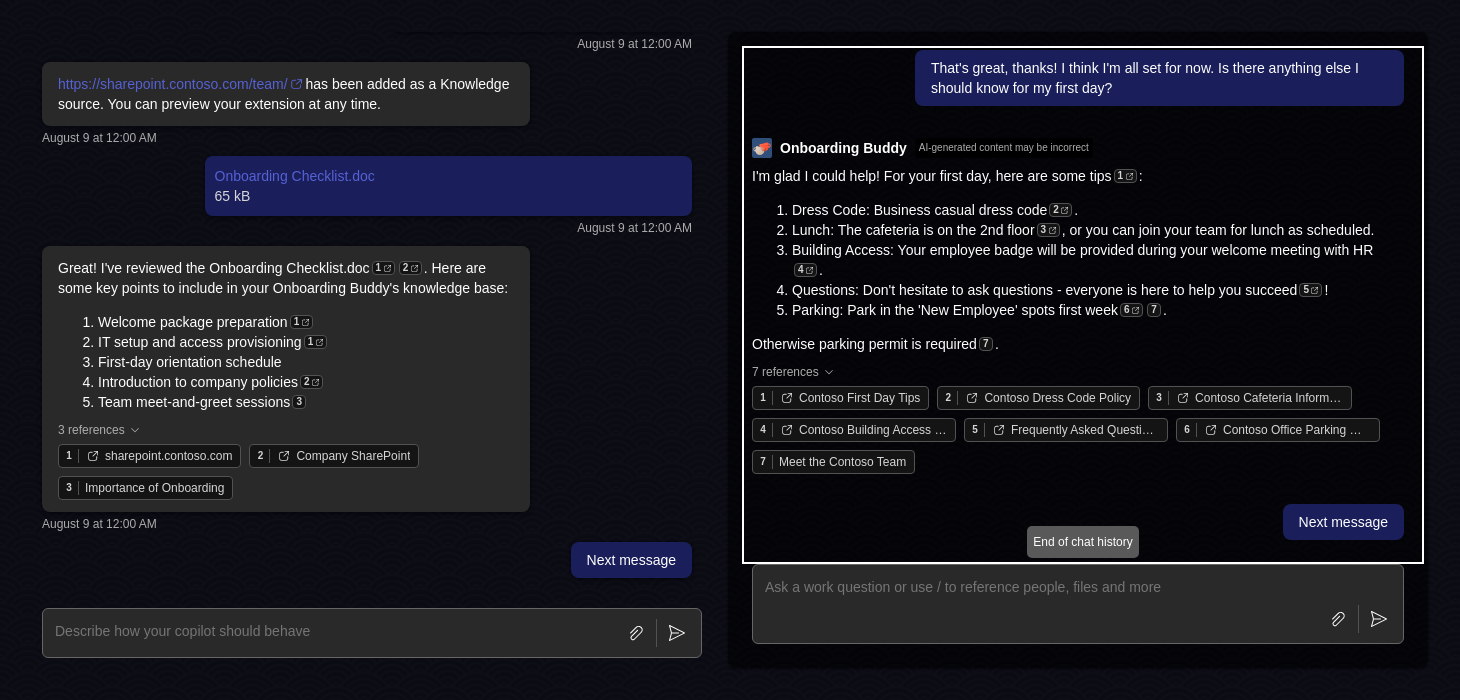 August 9 at 12:00 AM
https://sharepoint.contoso.com/team/ has been added as a Knowledge
source. You can preview your extension at any time.
August 9 at 12:00 AM
Onboarding Checklist.doc
65 kB
August 9 at 12:00 AM
Great! I've reviewed the Onboarding Checklist.doc 1 2 . Here are
some key points to include in your Onboarding Buddy's knowledge base:
1. Welcome package preparation 1
2. IT setup and access provisioning 1
3. First-day orientation schedule
4. Introduction to company policies 2
5. Team meet-and-greet sessions 3
3 references
1 sharepoint.contoso.com 2 Company SharePoint
3 Importance of Onboarding
August 9 at 12:00 AM
Next message
Describe how your copilot should behave
That's great, thanks! I think I'm all set for now. Is there anything else I
should know for my first day?
Onboarding Buddy AI-generated content may be incorrect
I'm glad I could help! For your first day, here are some tips 1 :
1. Dress Code: Business casual dress code 2 .
2. Lunch: The cafeteria is on the 2nd floor 3 , or you can join your team for lunch as scheduled.
3. Building Access: Your employee badge will be provided during your welcome meeting with HR
4 .
4. Questions: Don't hesitate to ask questions - everyone is here to help you succeed 5 !
5. Parking: Park in the 'New Employee' spots first week 6 7 .
Otherwise parking permit is required 7 .
7 references
1 Contoso First Day Tips 2 Contoso Dress Code Policy 3 Contoso Cafeteria Inform…
4 Contoso Building Access … 5 Frequently Asked Questi… 6 Contoso Office Parking …
7 Meet the Contoso Team
Next message
End of chat history
Ask a work question or use / to reference people, files and more